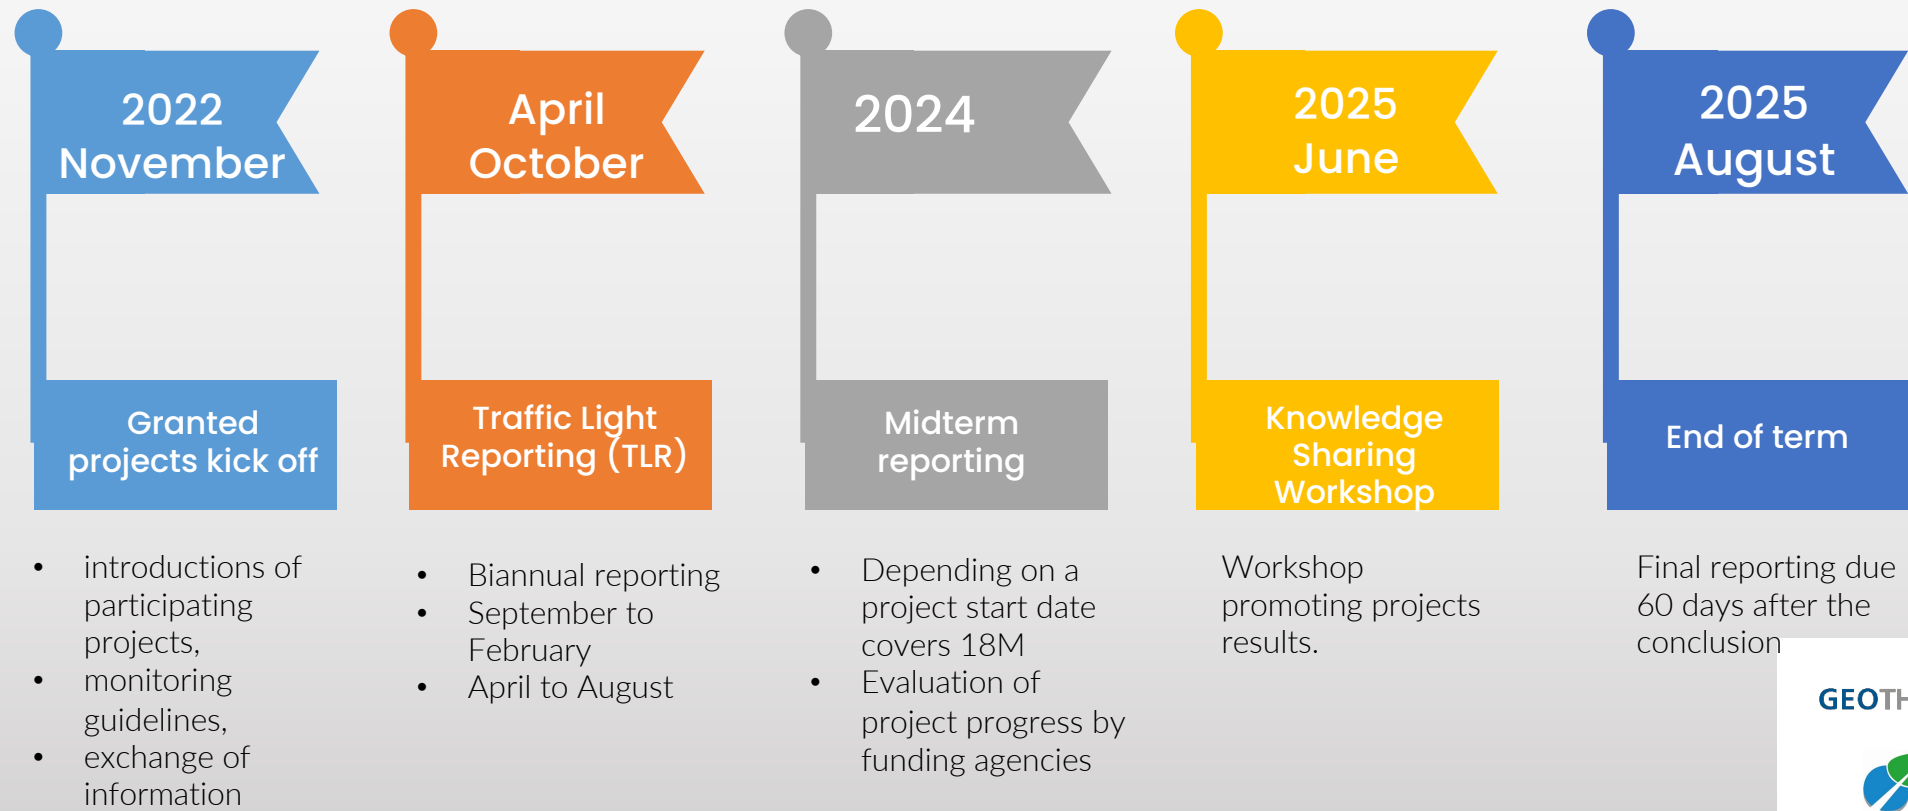 2022
November
Granted
projects kick off
• introductions of
participating
projects,
• monitoring
guidelines,
• exchange of
information
April
October
Traffic Light
Reporting (TLR)
• Biannual reporting
• September to
February
• April to August
2024
Midterm
reporting
• Depending on a
project start date
covers 18M
• Evaluation of
project progress by
funding agencies
2025
June
Knowledge
Sharing
Workshop
Workshop
promoting projects
results.
2025
August
End of term
Final reporting due
60 days after the
conclusion